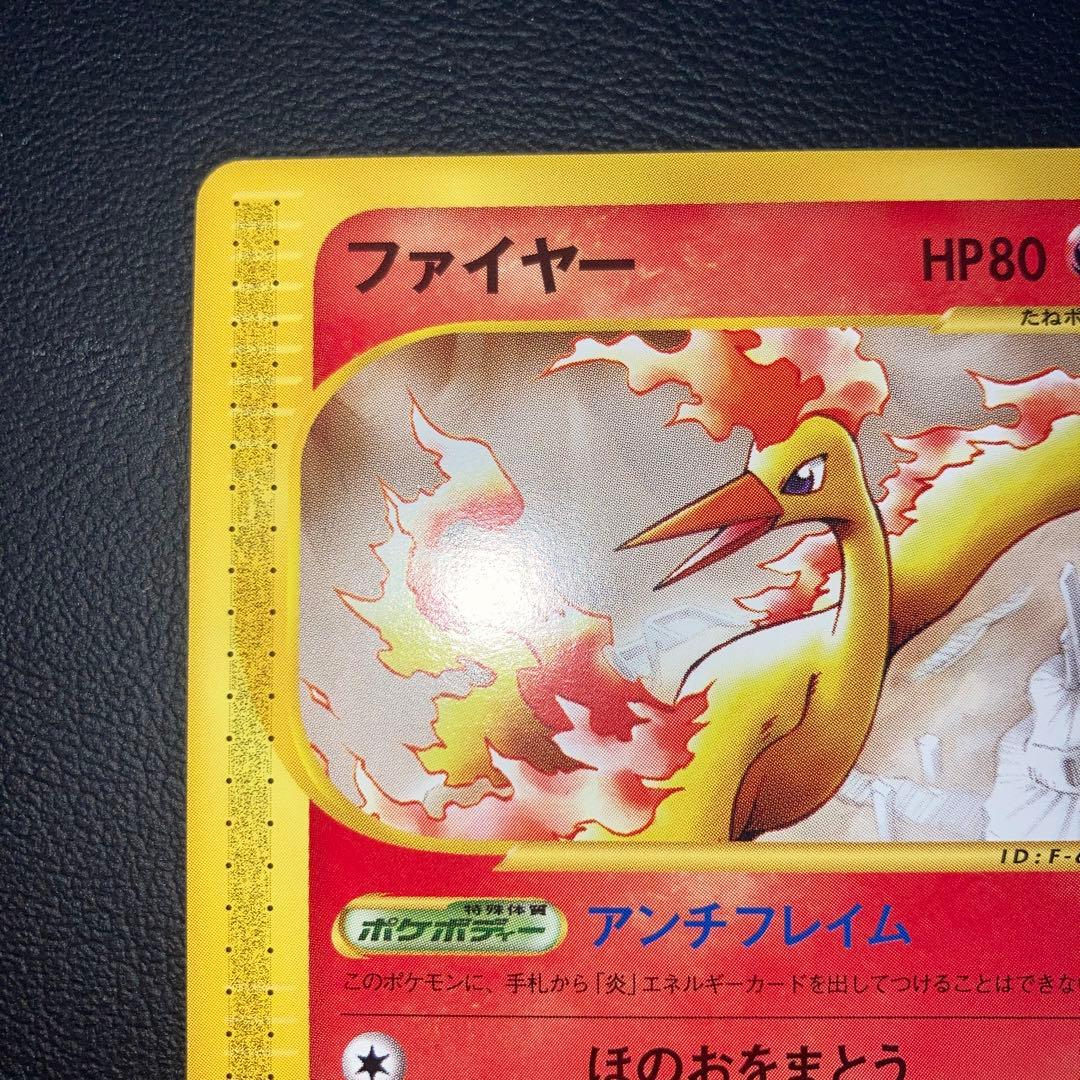 ファイヤー HP80
たねポ
ID:F-
特殊体質
ポケボディー アンチフレイム
このポケモンに、手札から「炎」エネルギーカードを出してつけることはできな
ほのおをまとう